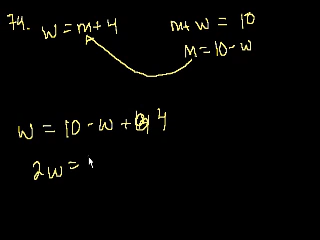 74. w = m + 4
m + w = 10
m = 10 - w
w = 10 - w + 4
2w =